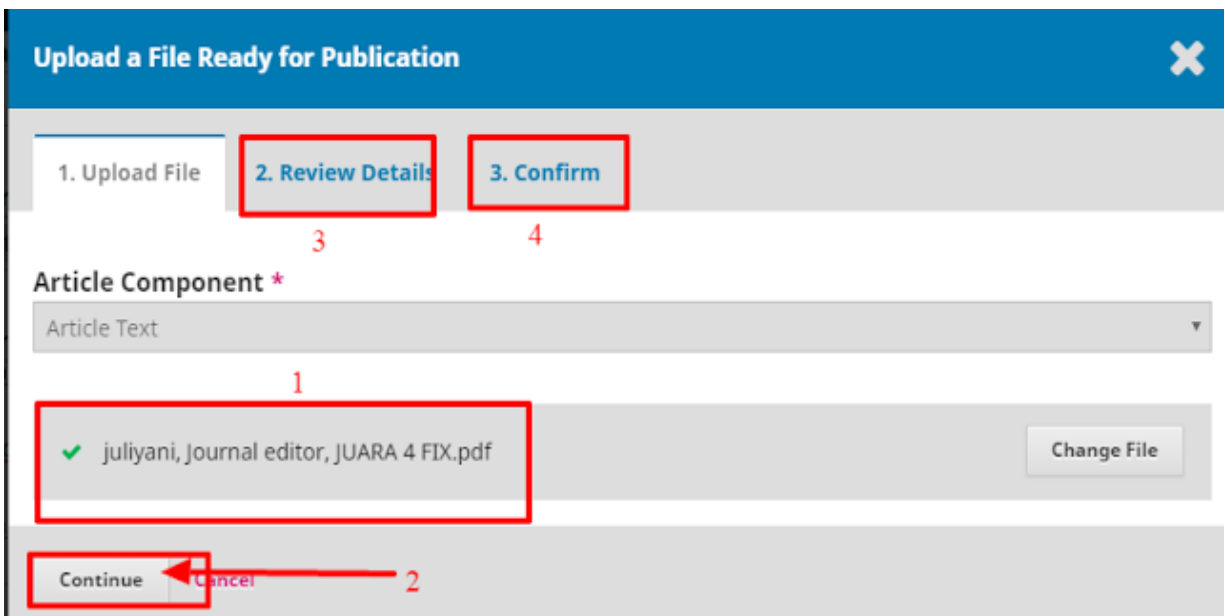 Upload a File Ready for Publication
1. Upload File 2. Review Details 3. Confirm
3 4
Article Component *
Article Text
1
juliyani, Journal editor, JUARA 4 FIX.pdf Change File
Continue Cancel 2